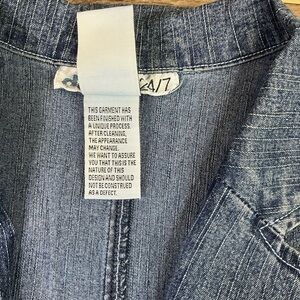 24/7
THIS GARMENT HAS
BEEN FINISHED WITH
A UNIQUE PROCESS.
AFTER CLEANING,
THE APPEARANCE
MAY CHANGE.
WE WANT TO ASSURE
YOU THAT THIS IS THE
NATURE OF THIS
DESIGN AND SHOULD
NOT BE CONSTRUED
AS A DEFECT.